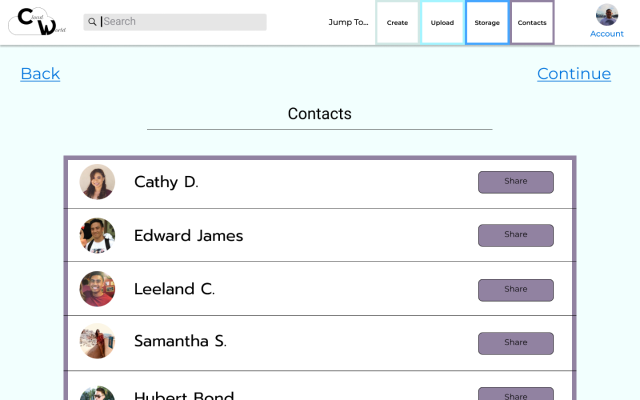 Cloud World
Search
Jump To...
Create
Upload
Storage
Contacts
Account
Back
Continue
Contacts
Cathy D.
Share
Edward James
Share
Leeland C.
Share
Samantha S.
Share
Hubert Bond
Share